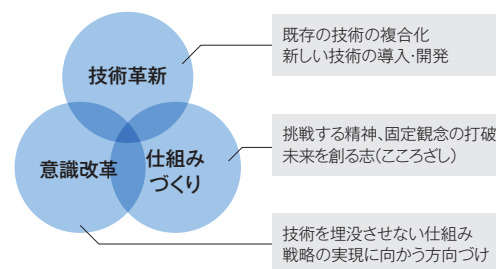 技術革新
意識改革
仕組み
づくり
既存の技術の複合化
新しい技術の導入・開発
挑戦する精神、固定観念の打破
未来を創る志(こころざし)
技術を埋没させない仕組み
戦略の実現に向かう方向づけ